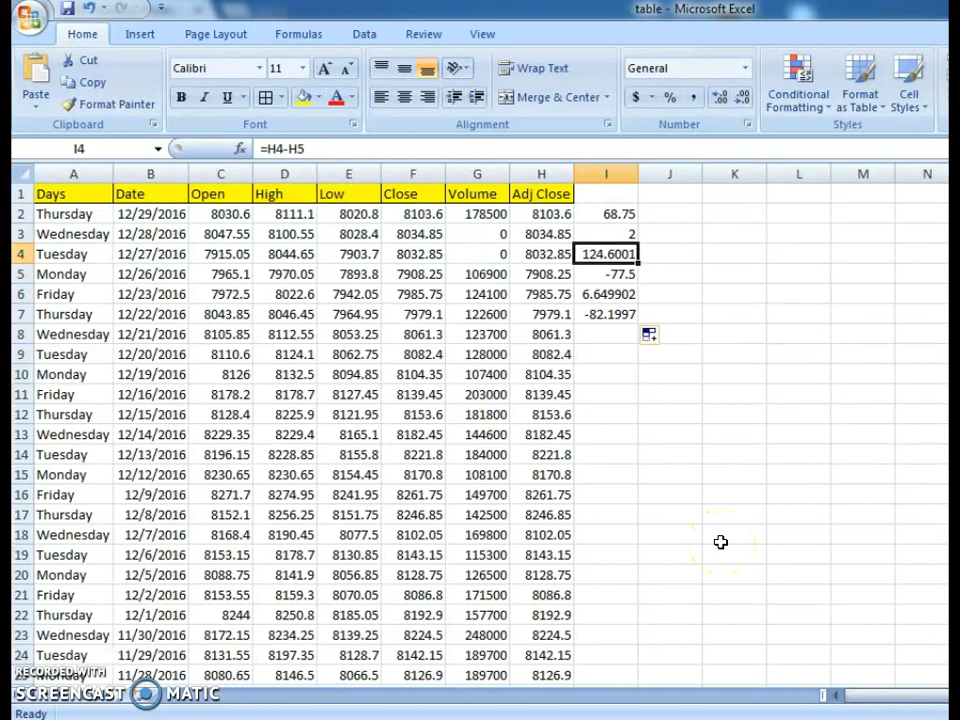 table - Microsoft Excel
Home Insert Page Layout Formulas Data Review View
Paste Cut Copy Format Painter
Calibri 11
B I U
Wrap Text
Merge & Center
General
$ % ,
Conditional Formatting Format as Table Cell Styles
Clipboard Font Alignment Number Styles
I4 fx =H4-H5
A B C D E F G H I J K L M N
1 Days Date Open High Low Close Volume Adj Close
2 Thursday 12/29/2016 8030.6 8111.1 8020.8 8103.6 178500 8103.6 68.75
3 Wednesday 12/28/2016 8047.55 8100.55 8028.4 8034.85 0 8034.85 2
4 Tuesday 12/27/2016 7915.05 8044.65 7903.7 8032.85 0 8032.85 124.6001
5 Monday 12/26/2016 7965.1 7970.05 7893.8 7908.25 106900 7908.25 -77.5
6 Friday 12/23/2016 7972.5 8022.6 7942.05 7985.75 124100 7985.75 6.649902
7 Thursday 12/22/2016 8043.85 8046.45 7964.95 7979.1 122600 7979.1 -82.1997
8 Wednesday 12/21/2016 8105.85 8112.55 8053.25 8061.3 123700 8061.3
9 Tuesday 12/20/2016 8110.6 8124.1 8062.75 8082.4 128000 8082.4
10 Monday 12/19/2016 8126 8132.5 8094.85 8104.35 107400 8104.35
11 Friday 12/16/2016 8178.2 8178.7 8127.45 8139.45 203000 8139.45
12 Thursday 12/15/2016 8128.4 8225.9 8121.95 8153.6 181800 8153.6
13 Wednesday 12/14/2016 8229.35 8229.4 8165.1 8182.45 144600 8182.45
14 Tuesday 12/13/2016 8196.15 8228.85 8155.8 8221.8 184000 8221.8
15 Monday 12/12/2016 8230.65 8230.65 8154.45 8170.8 108100 8170.8
16 Friday 12/9/2016 8271.7 8274.95 8241.95 8261.75 149700 8261.75
17 Thursday 12/8/2016 8152.1 8256.25 8151.75 8246.85 142500 8246.85
18 Wednesday 12/7/2016 8168.4 8190.45 8077.5 8102.05 169800 8102.05
19 Tuesday 12/6/2016 8153.15 8178.7 8130.85 8143.15 115300 8143.15
20 Monday 12/5/2016 8088.75 8141.9 8056.85 8128.75 126500 8128.75
21 Friday 12/2/2016 8153.55 8159.3 8070.05 8086.8 171500 8086.8
22 Thursday 12/1/2016 8244 8250.8 8185.05 8192.9 157700 8192.9
23 Wednesday 11/30/2016 8172.15 8234.25 8139.25 8224.5 248000 8224.5
24 Tuesday 11/29/2016 8131.55 8197.35 8128.7 8142.15 189700 8142.15
11/28/2016 8080.65 8146.5 8066.5 8126.9 189700 8126.9
RECORDED WITH
SCREENCAST MATIC
Ready